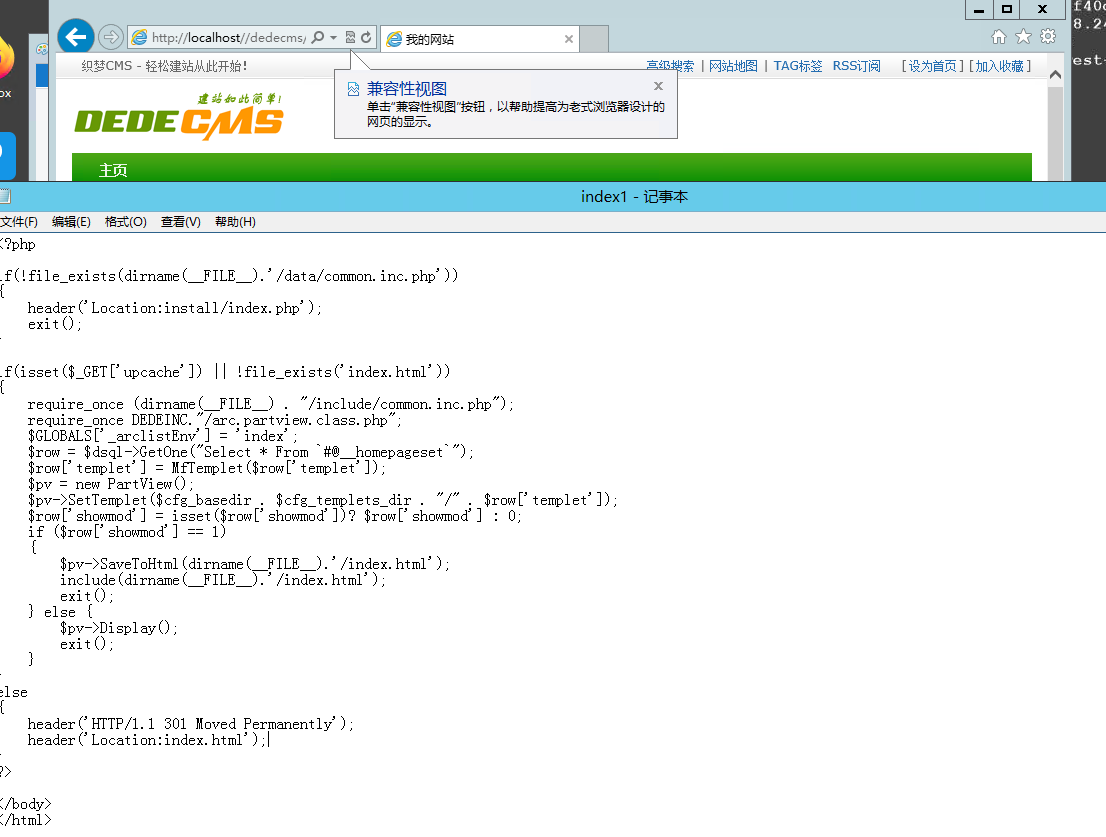 f40c
8.24
est-
ox
http://localhost//dedecms/
我的网站
织梦CMS - 轻松建站从此开始!
高级搜索 | 网站地图 | TAG标签 RSS订阅 [设为首页] [加入收藏]
兼容性视图
单击"兼容性视图"按钮，以帮助提高为老式浏览器设计的
网页的显示。
建站如此简单!
DEDECMS
主页
index1 - 记事本
文件(F) 编辑(E) 格式(O) 查看(V) 帮助(H)
<?php
if(!file_exists(dirname(__FILE__).'/data/common.inc.php'))
{
header('Location:install/index.php');
exit();
if(isset($_GET['upcache']) || !file_exists('index.html'))
{
require_once (dirname(__FILE__) . "/include/common.inc.php");
require_once DEDEINC."/arc.partview.class.php";
$GLOBALS['_arclistEnv'] = 'index';
$row = $dsql->GetOne("Select * From `#@__homepageset`");
$row['templet'] = MfTemplet($row['templet']);
$pv = new PartView();
$pv->SetTemplet($cfg_basedir . $cfg_templets_dir . "/" . $row['templet']);
$row['showmod'] = isset($row['showmod'])? $row['showmod'] : 0;
if ($row['showmod'] == 1)
{
$pv->SaveToHtml(dirname(__FILE__).'/index.html');
include(dirname(__FILE__).'/index.html');
exit();
} else {
$pv->Display();
exit();
}
else
{
header('HTTP/1.1 301 Moved Permanently');
header('Location:index.html');
?>
</body>
</html>